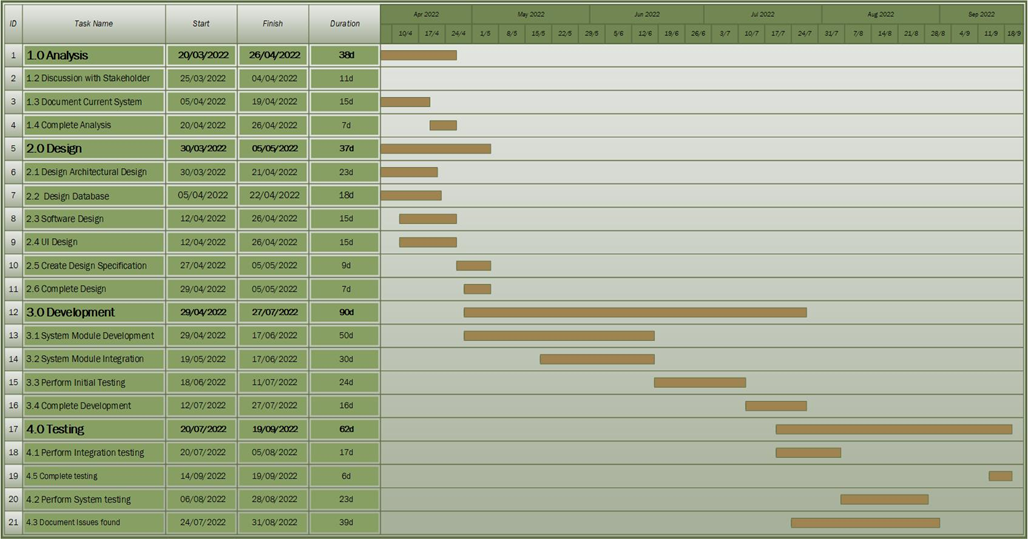 ID Task Name Start Finish Duration Apr 2022 May 2022 Jun 2022 Jul 2022 Aug 2022 Sep 2022
10/4 17/4 24/4 1/5 8/5 15/5 22/5 29/5 5/6 12/6 19/6 26/6 3/7 10/7 17/7 24/7 31/7 7/8 14/8 21/8 28/8 4/9 11/9 18/9
1 1.0 Analysis 20/03/2022 26/04/2022 38d
2 1.2 Discussion with Stakeholder 25/03/2022 04/04/2022 11d
3 1.3 Document Current System 05/04/2022 19/04/2022 15d
4 1.4 Complete Analysis 20/04/2022 26/04/2022 7d
5 2.0 Design 30/03/2022 05/05/2022 37d
6 2.1 Design Architectural Design 30/03/2022 21/04/2022 23d
7 2.2 Design Database 05/04/2022 22/04/2022 18d
8 2.3 Software Design 12/04/2022 26/04/2022 15d
9 2.4 UI Design 12/04/2022 26/04/2022 15d
10 2.5 Create Design Specification 27/04/2022 05/05/2022 9d
11 2.6 Complete Design 29/04/2022 05/05/2022 7d
12 3.0 Development 29/04/2022 27/07/2022 90d
13 3.1 System Module Development 29/04/2022 17/06/2022 50d
14 3.2 System Module Integration 19/05/2022 17/06/2022 30d
15 3.3 Perform Initial Testing 18/06/2022 11/07/2022 24d
16 3.4 Complete Development 12/07/2022 27/07/2022 16d
17 4.0 Testing 20/07/2022 19/09/2022 62d
18 4.1 Perform Integration testing 20/07/2022 05/08/2022 17d
19 4.5 Complete testing 14/09/2022 19/09/2022 6d
20 4.2 Perform System testing 06/08/2022 28/08/2022 23d
21 4.3 Document Issues found 24/07/2022 31/08/2022 39d